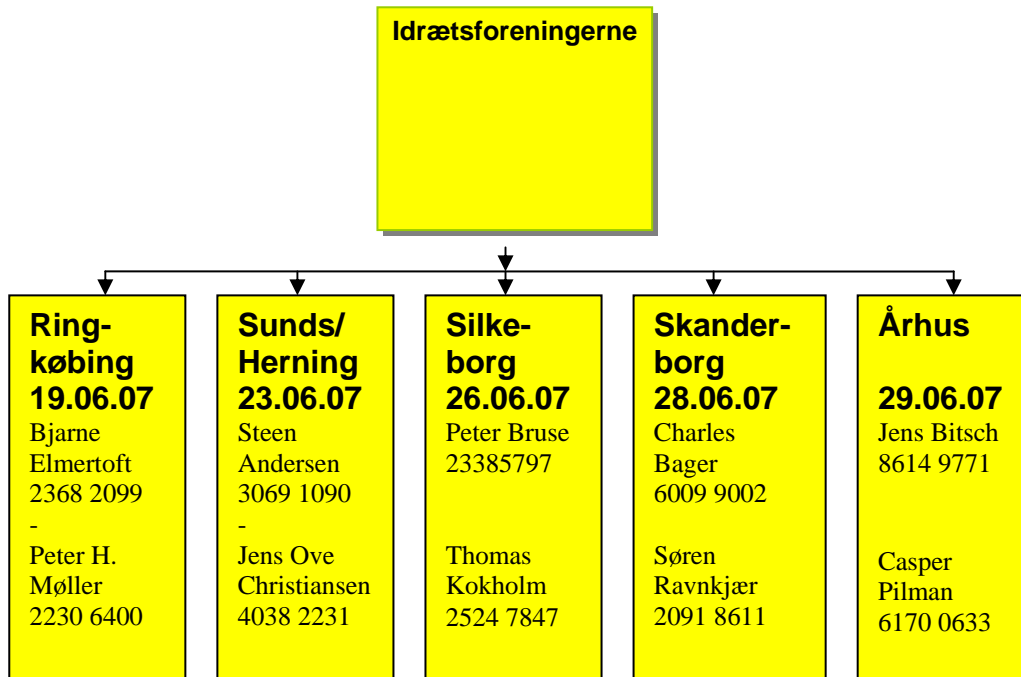 Idrætsforeningerne
Ring-
købing
19.06.07
Bjarne
Elmertoft
2368 2099
-
Peter H.
Møller
2230 6400
Sunds/
Herning
23.06.07
Steen
Andersen
3069 1090
-
Jens Ove
Christiansen
4038 2231
Silke-
borg
26.06.07
Peter Bruse
23385797
Thomas
Kokholm
2524 7847
Skander-
borg
28.06.07
Charles
Bager
6009 9002
Søren
Ravnkjær
2091 8611
Århus
29.06.07
Jens Bitsch
8614 9771
Casper
Pilman
6170 0633